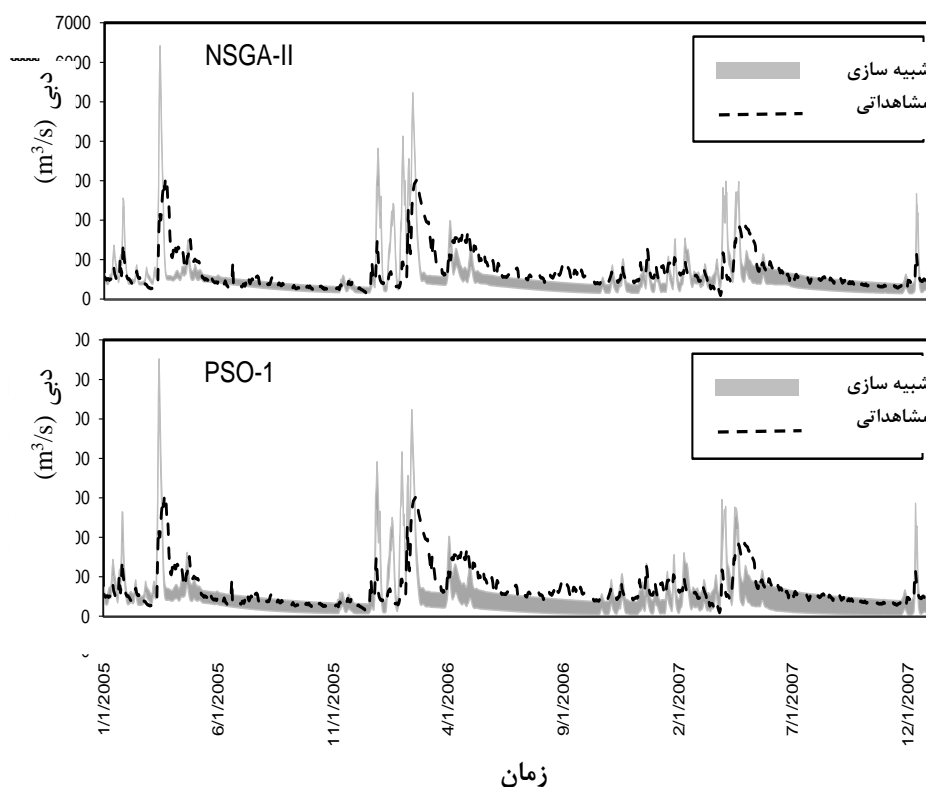 7000
NSGA-II
شبیه سازی
مشاهداتی
6000
دبی (m³/s)
0
PSO-1
شبیه سازی
مشاهداتی
دبی (m³/s)
0
1/1/2005
6/1/2005
11/1/2005
4/1/2006
9/1/2006
2/1/2007
7/1/2007
12/1/2007
زمان